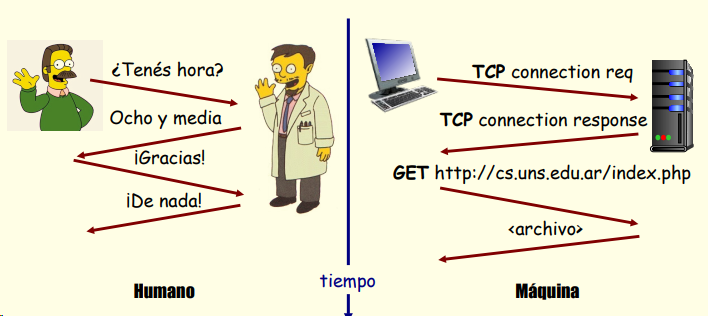 ¿Tenés hora?
Ocho y media
¡Gracias!
¡De nada!
Humano
tiempo
TCP connection req
TCP connection response
GET http://cs.uns.edu.ar/index.php
<archivo>
Máquina